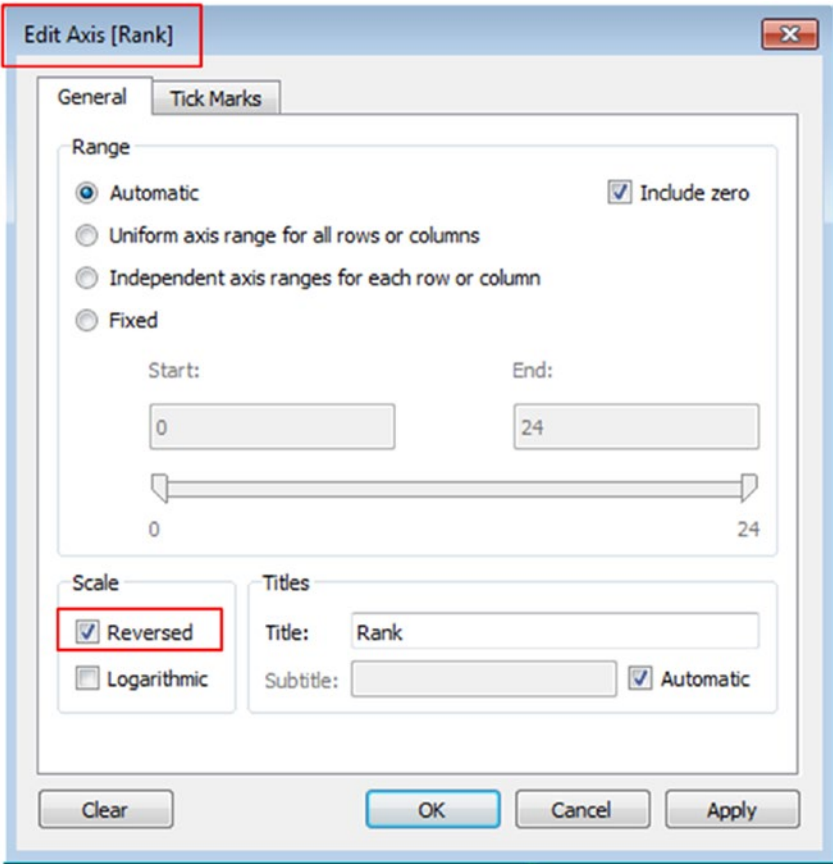 Edit Axis [Rank]
General Tick Marks
Range
Automatic Include zero
Uniform axis range for all rows or columns
Independent axis ranges for each row or column
Fixed
Start: End:
0 24
0 24
Scale Titles
Reversed Title: Rank
Logarithmic Subtitle: Automatic
Clear OK Cancel Apply